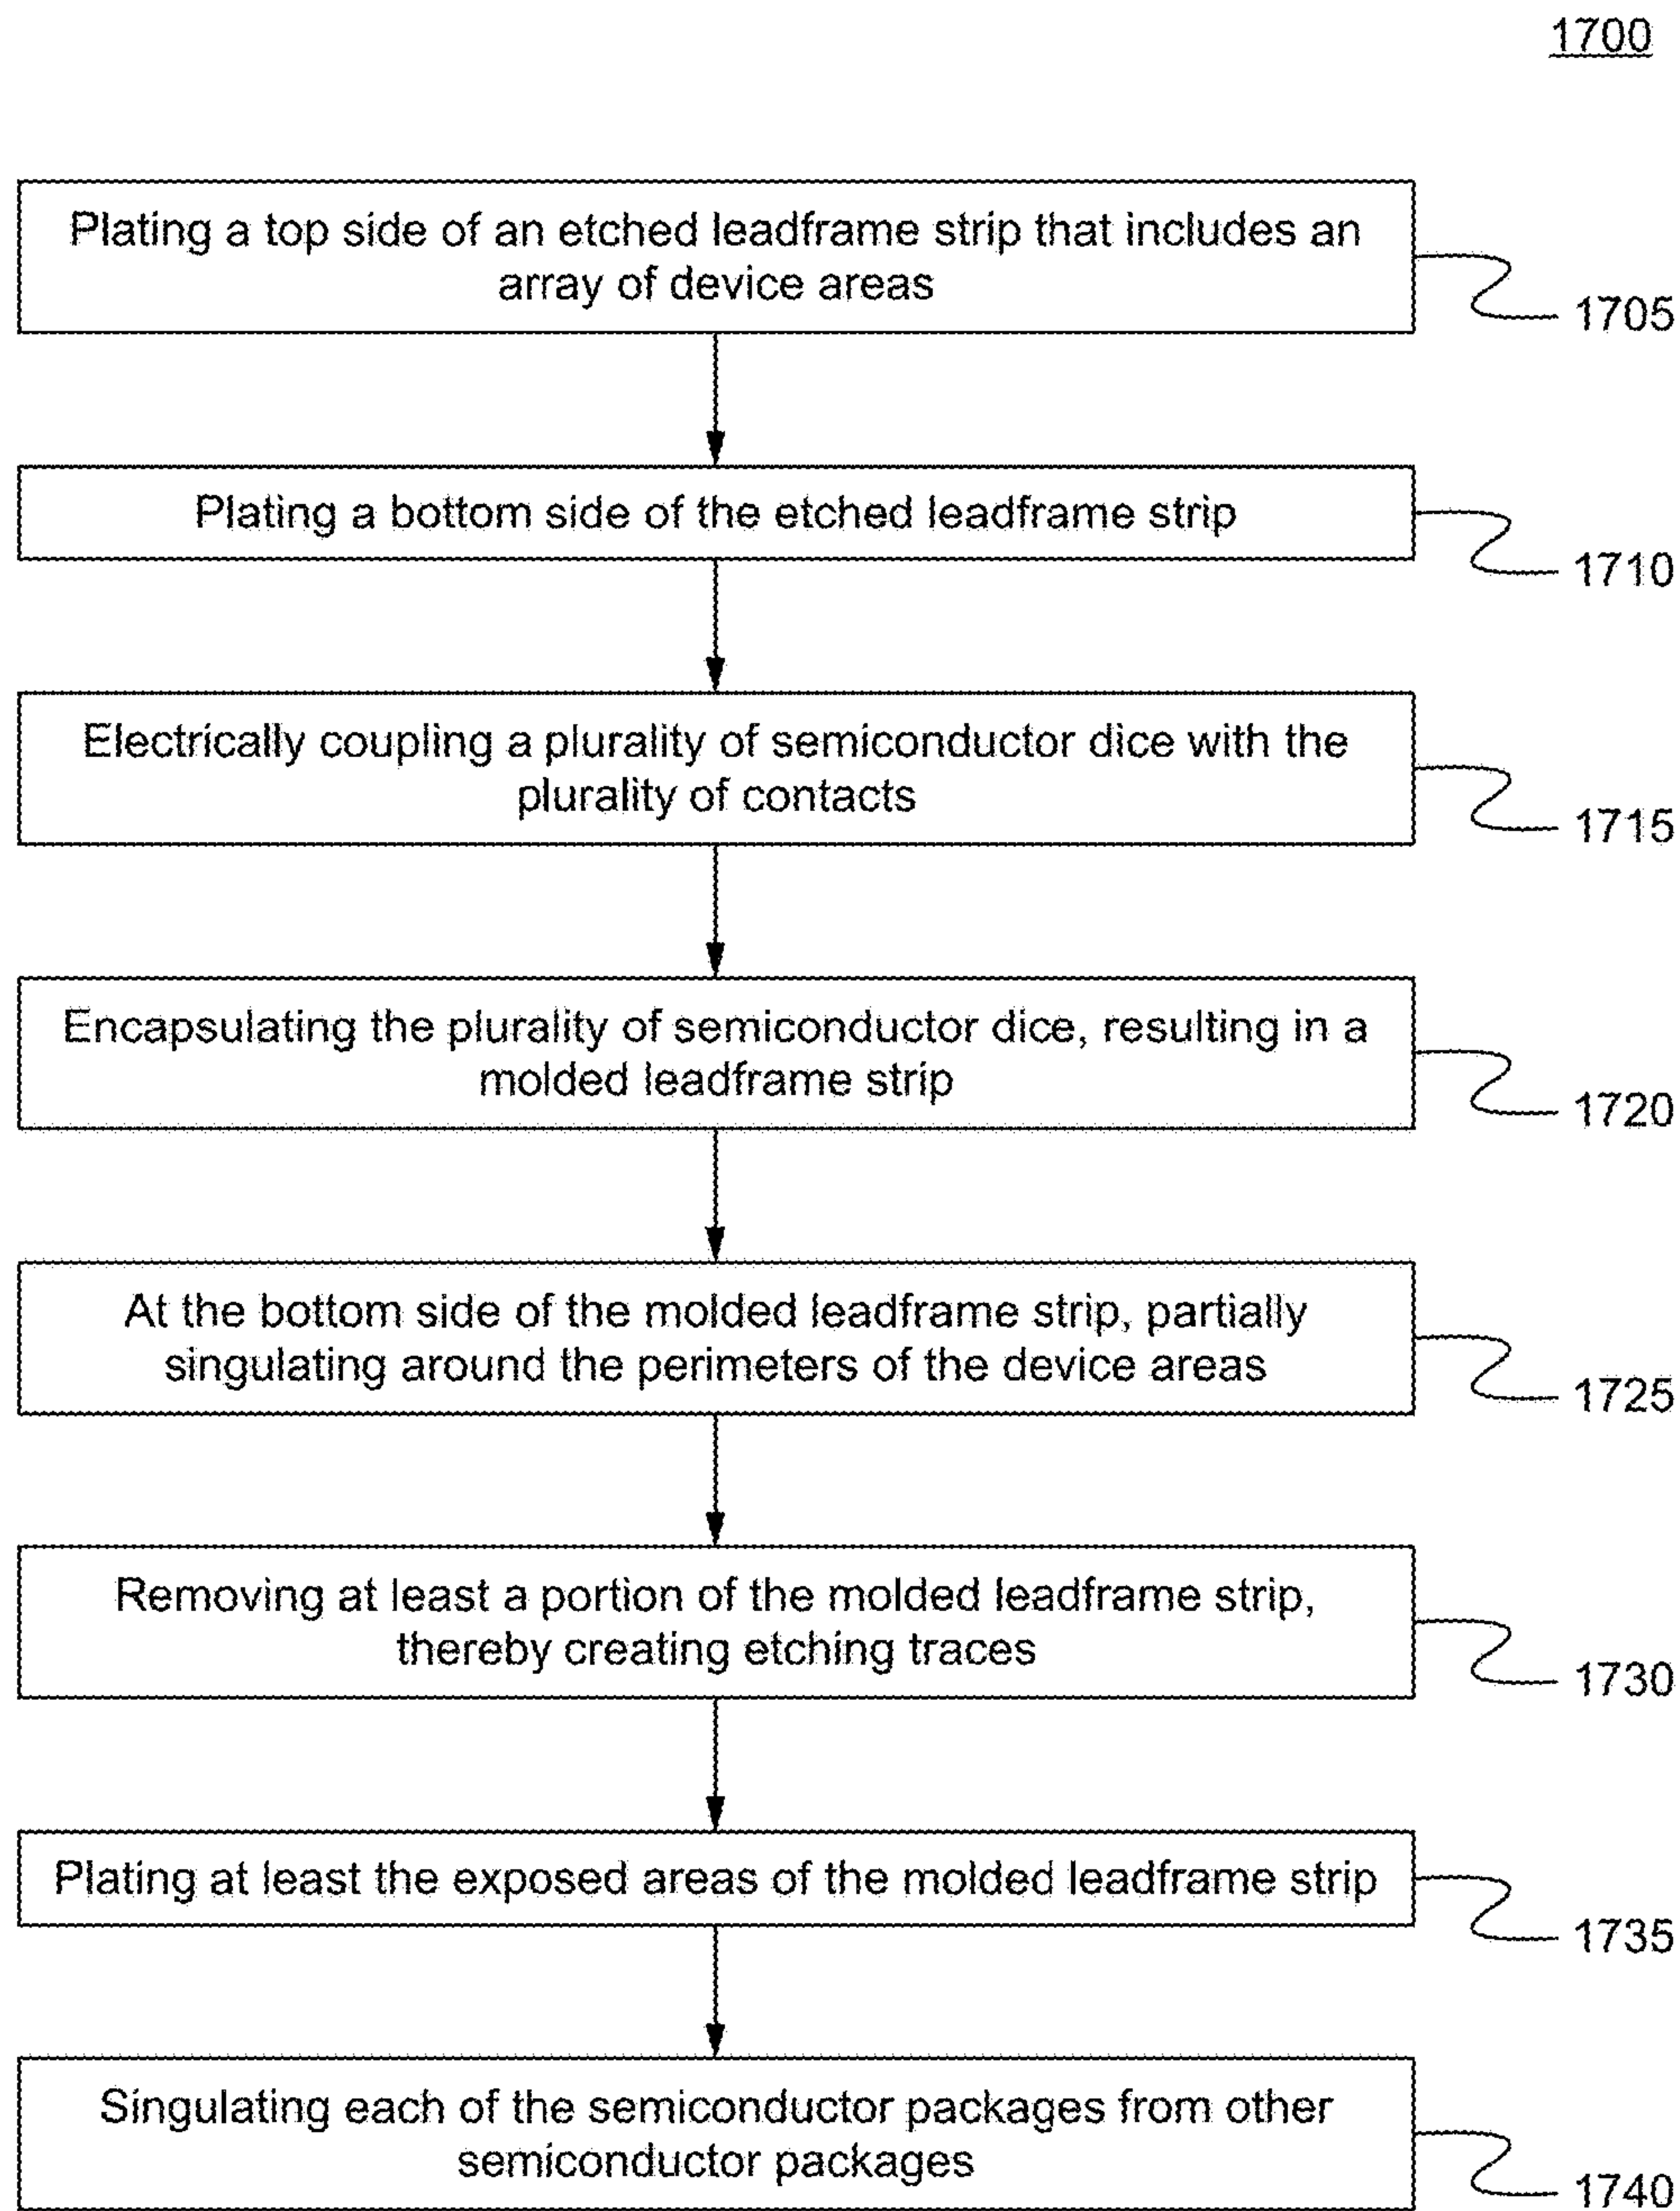 1700
Plating a top side of an etched leadframe strip that includes an
array of device areas
1705
Plating a bottom side of the etched leadframe strip
1710
Electrically coupling a plurality of semiconductor dice with the
plurality of contacts
1715
Encapsulating the plurality of semiconductor dice, resulting in a
molded leadframe strip
1720
At the bottom side of the molded leadframe strip, partially
singulating around the perimeters of the device areas
1725
Removing at least a portion of the molded leadframe strip,
thereby creating etching traces
1730
Plating at least the exposed areas of the molded leadframe strip
1735
Singulating each of the semiconductor packages from other
semiconductor packages
1740